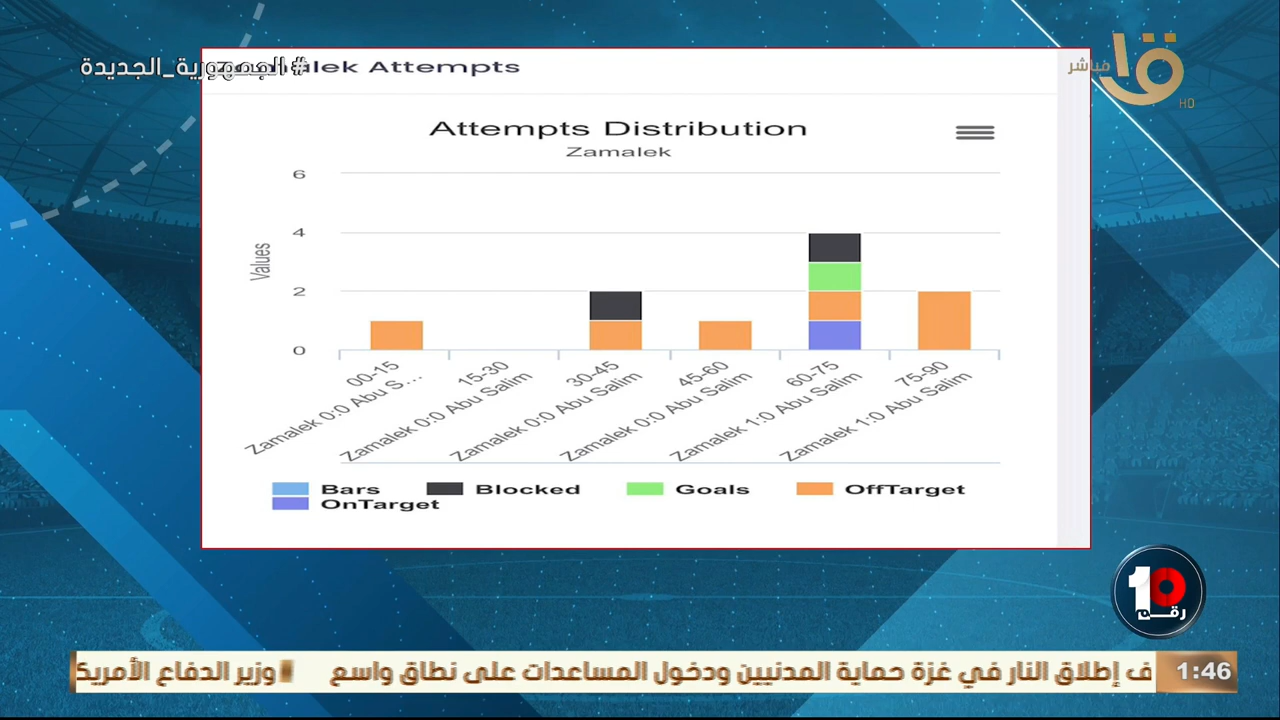 #الجمهورية_الجديدة
مباشر
HD
Attempts
Attempts Distribution
Zamalek
6
4
2
0
Values
00-15
Zamalek 0:0 Abu S…
15-30
Zamalek 0:0 Abu Salim
30-45
Zamalek 0:0 Abu Salim
45-60
Zamalek 0:0 Abu Salim
60-75
Zamalek 1:0 Abu Salim
75-90
Zamalek 1:0 Abu Salim
Bars Blocked Goals OffTarget
OnTarget
10
رقم
ف إطلاق النار في غزة حماية المدنيين ودخول المساعدات على نطاق واسع وزير الدفاع الأمريك
1:46